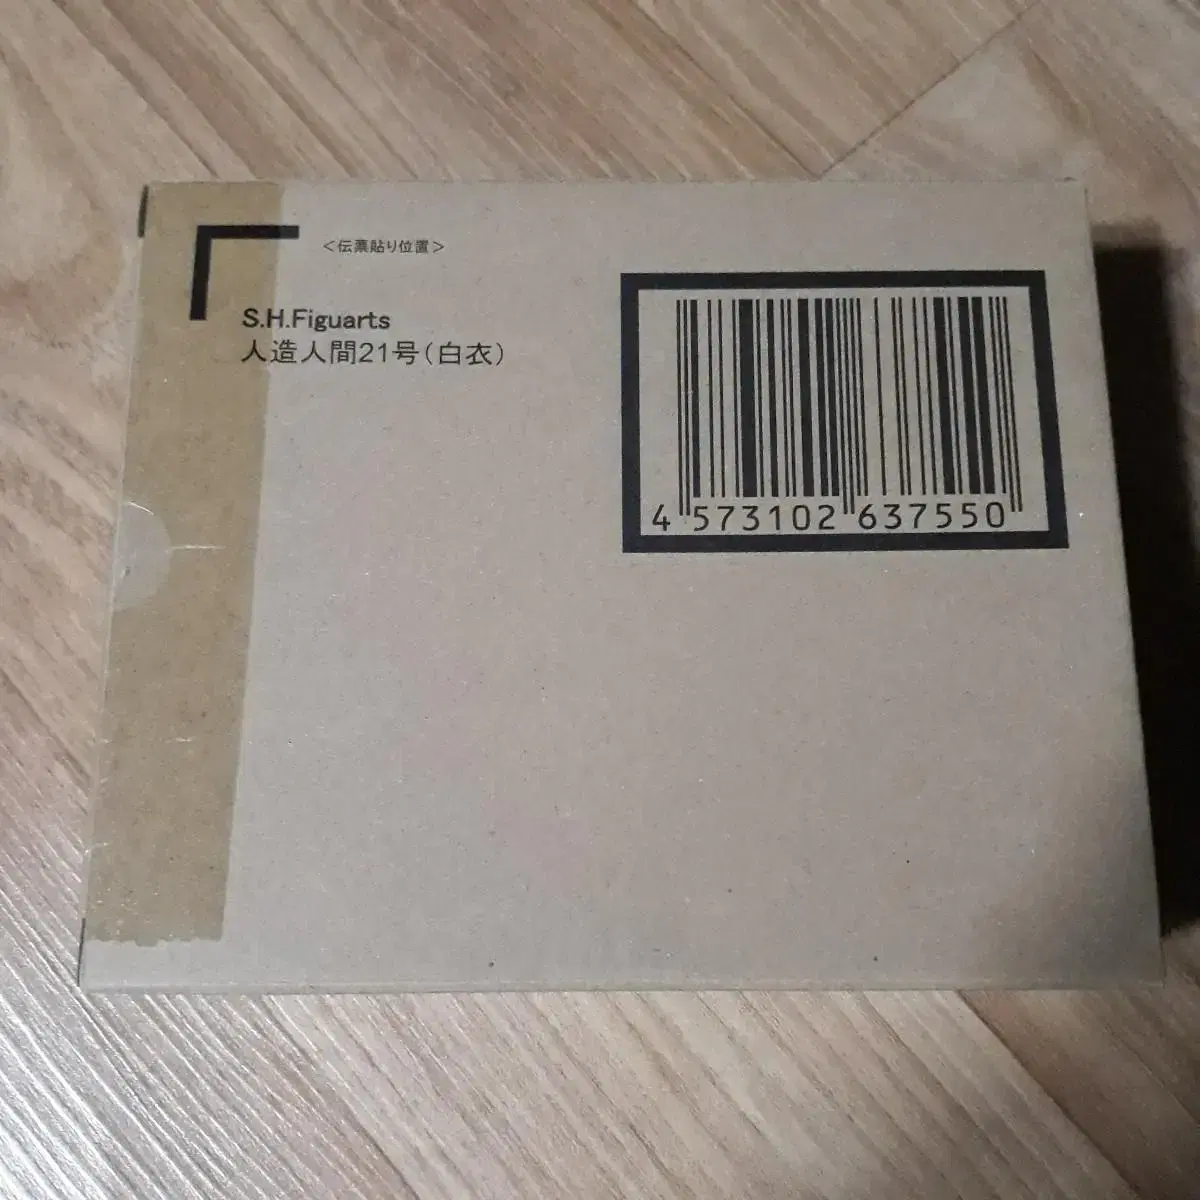 <伝票貼り位置>
S.H.Figuarts
人造人間21号(白衣)
4 573102 637550